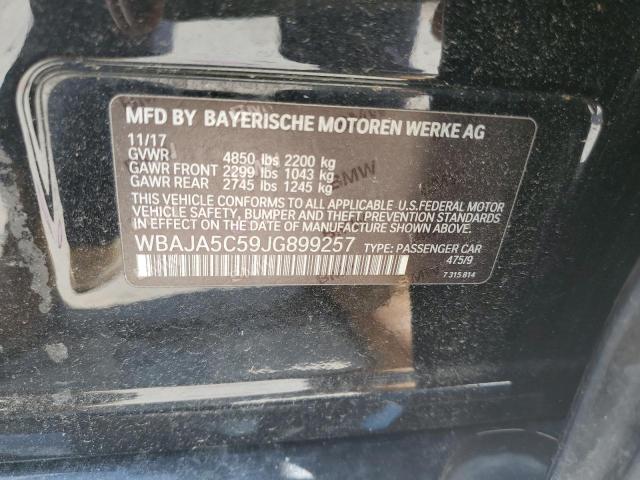 MFD BY BAYERISCHE MOTOREN WERKE AG
11/17
GVWR 4850 lbs 2200 kg
GAWR FRONT 2299 lbs 1043 kg
GAWR REAR 2745 lbs 1245 kg
THIS VEHICLE CONFORMS TO ALL APPLICABLE U.S.FEDERAL MOTOR
VEHICLE SAFETY, BUMPER AND THEFT PREVENTION STANDARDS
IN EFFECT ON THE DATE OF MANUFACTURE SHOWN ABOVE.
WBAJA5C59JG899257 TYPE: PASSENGER CAR
475/9
7 315 814
BMW